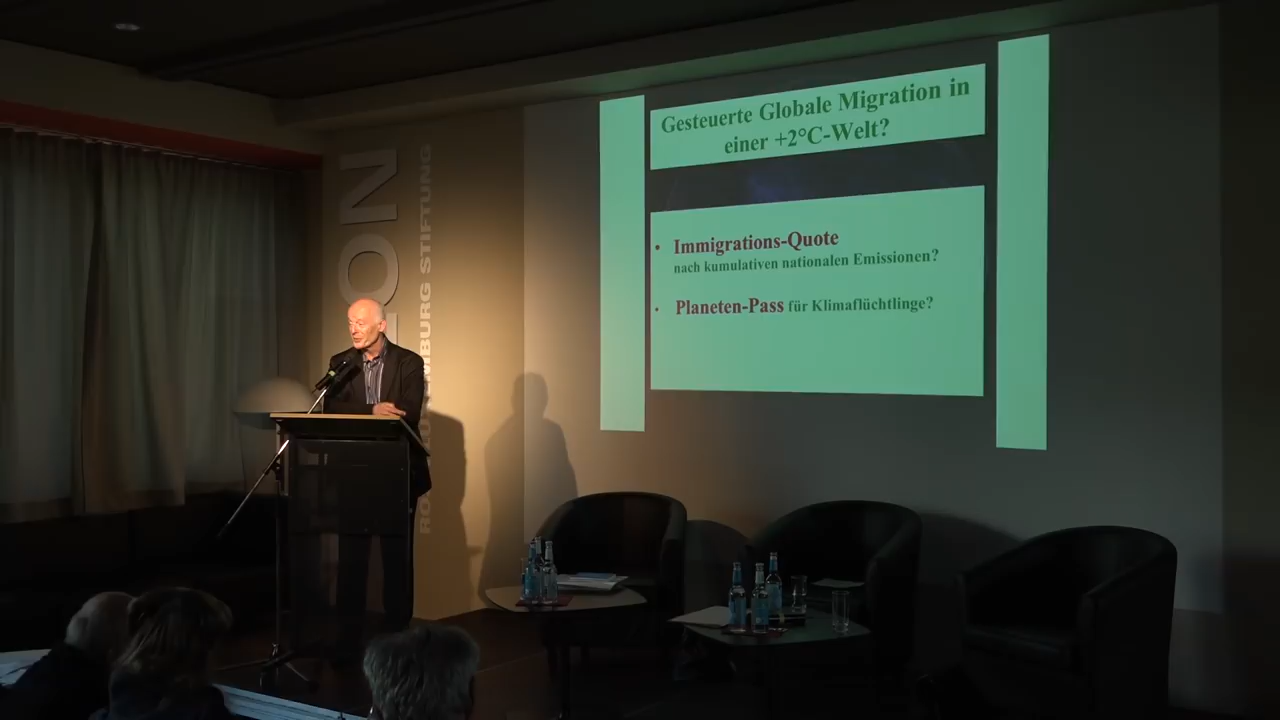 Gesteuerte Globale Migration in
einer +2°C-Welt?
• Immigrations-Quote
nach kumulativen nationalen Emissionen?
• Planeten-Pass für Klimaflüchtlinge?
ON
BURG STIFTUNG